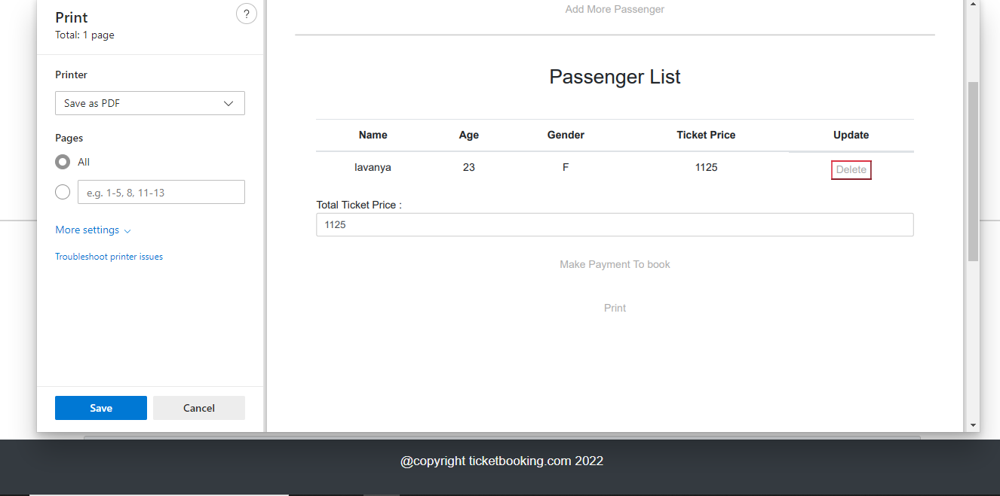 Print
?
Total: 1 page
Printer
Save as PDF
Pages
All
e.g. 1-5, 8, 11-13
More settings
Troubleshoot printer issues
Save Cancel
Add More Passenger
Passenger List
Name Age Gender Ticket Price Update
lavanya 23 F 1125 Delete
Total Ticket Price :
1125
Make Payment To book
Print
@copyright ticketbooking.com 2022